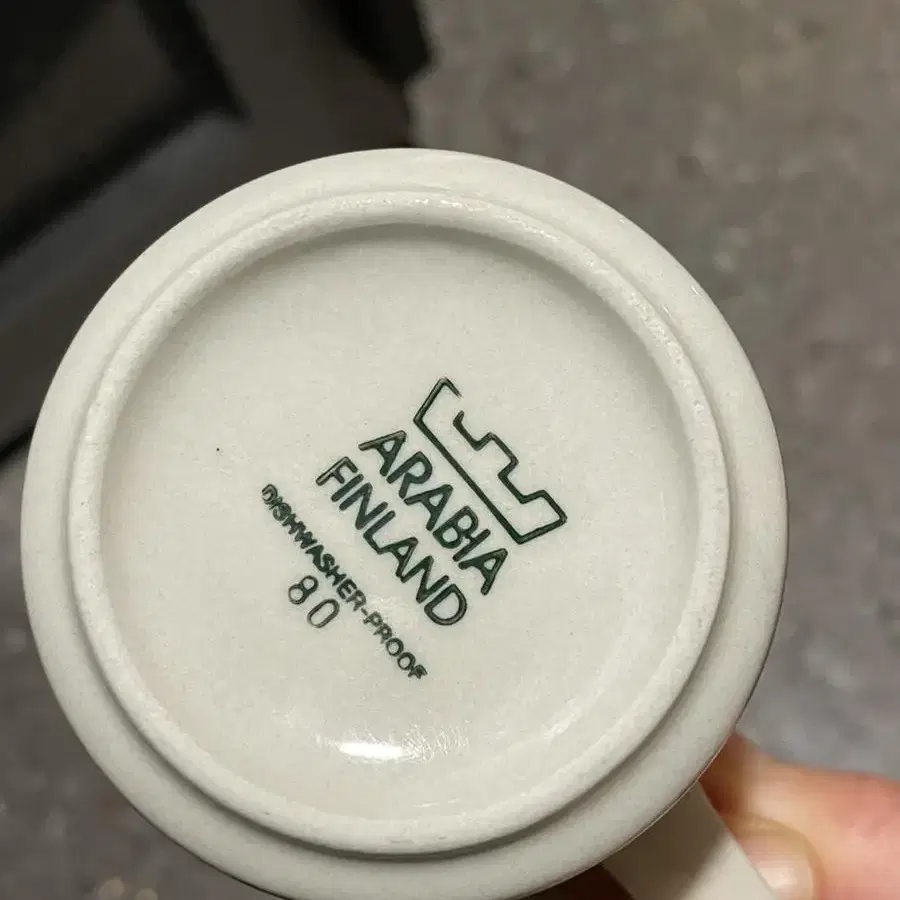 ARABIA
FINLAND
DISHWASHER-PROOF
80